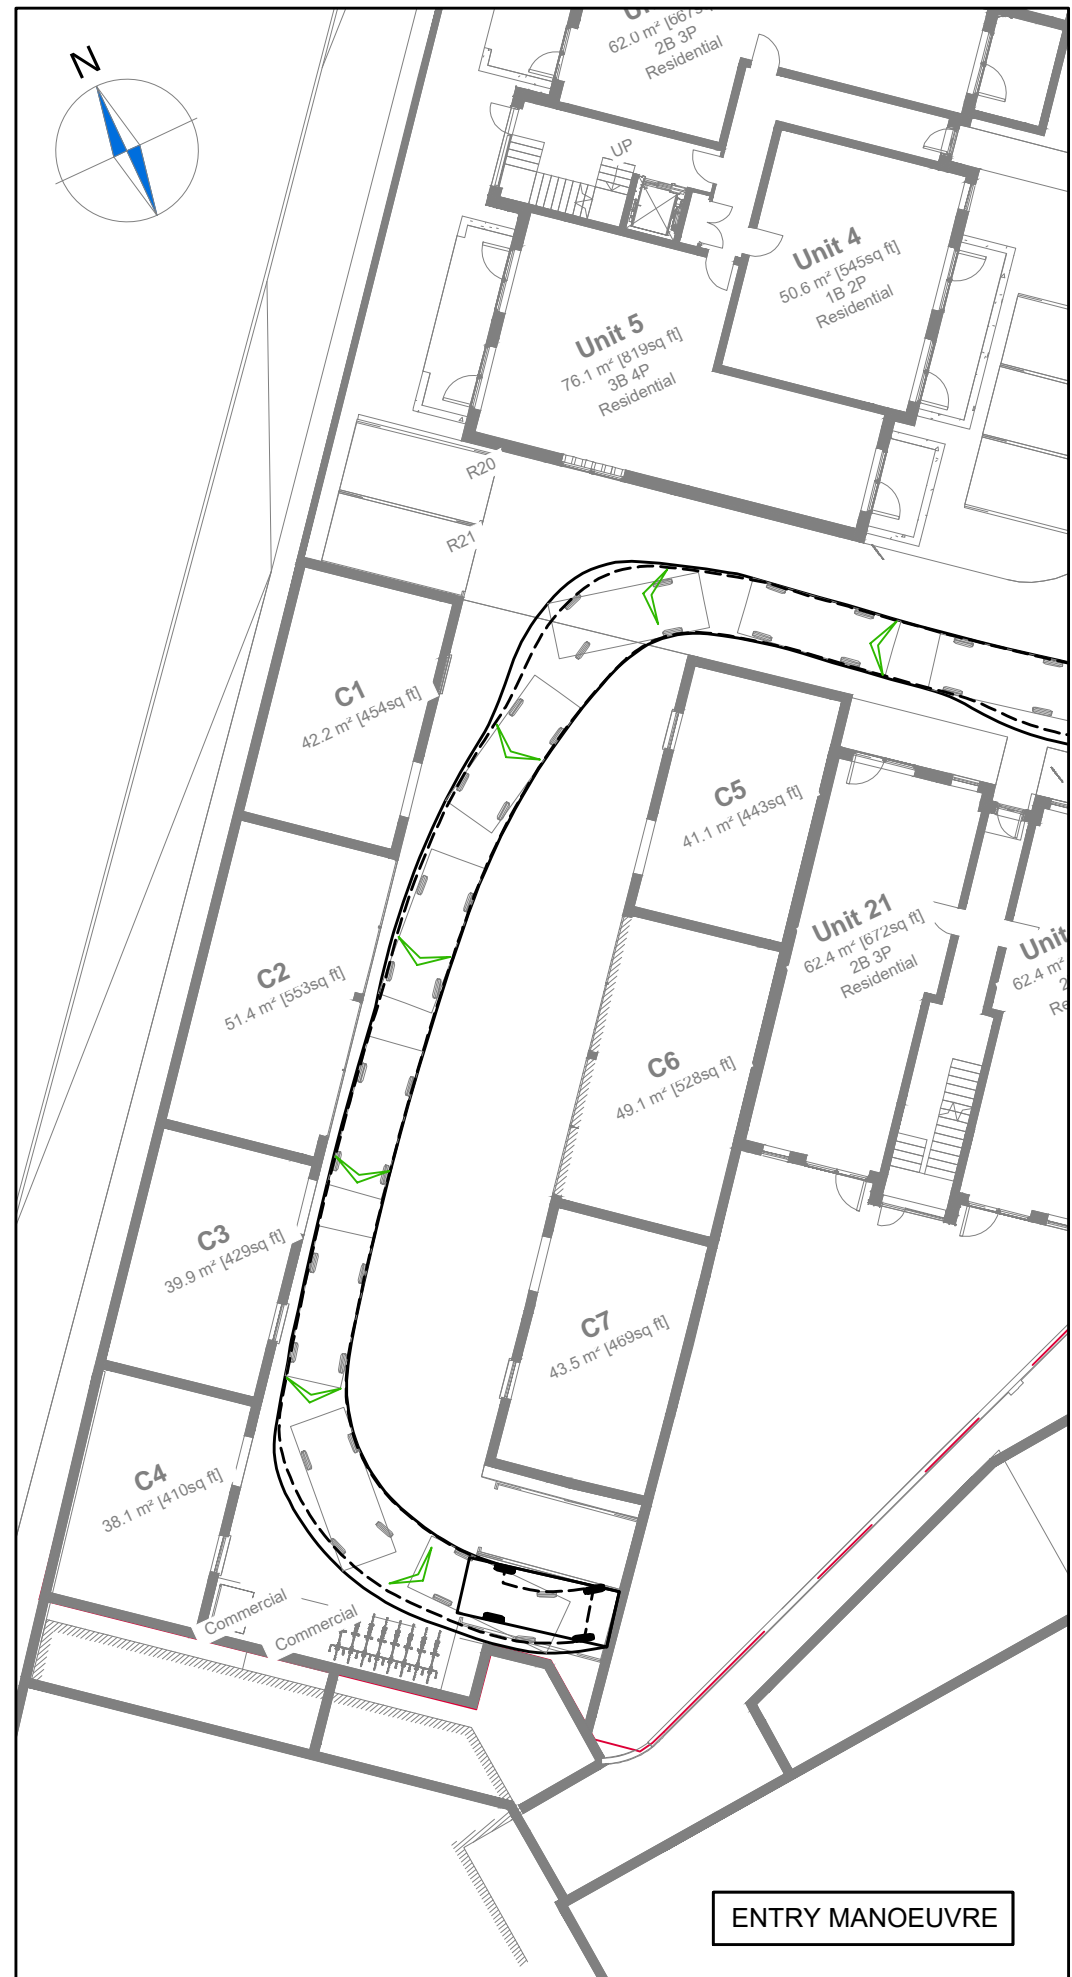 N
62.0 m²
2B 3P
Residential
UP
Unit 4
50.6 m² [545sq ft]
1B 2P
Residential
Unit 5
76.1 m² [819sq ft]
3B 4P
Residential
R20
R21
C1
42.2 m² [454sq ft]
C5
41.1 m² [443sq ft]
C2
51.4 m² [553sq ft]
Unit 21
62.4 m² [672sq ft]
2B 3P
Residential
Unit
62.4 m²
C6
49.1 m² [528sq ft]
C3
39.9 m² [429sq ft]
C7
43.5 m² [469sq ft]
C4
38.1 m² [410sq ft]
Commercial
Commercial
ENTRY MANOEUVRE